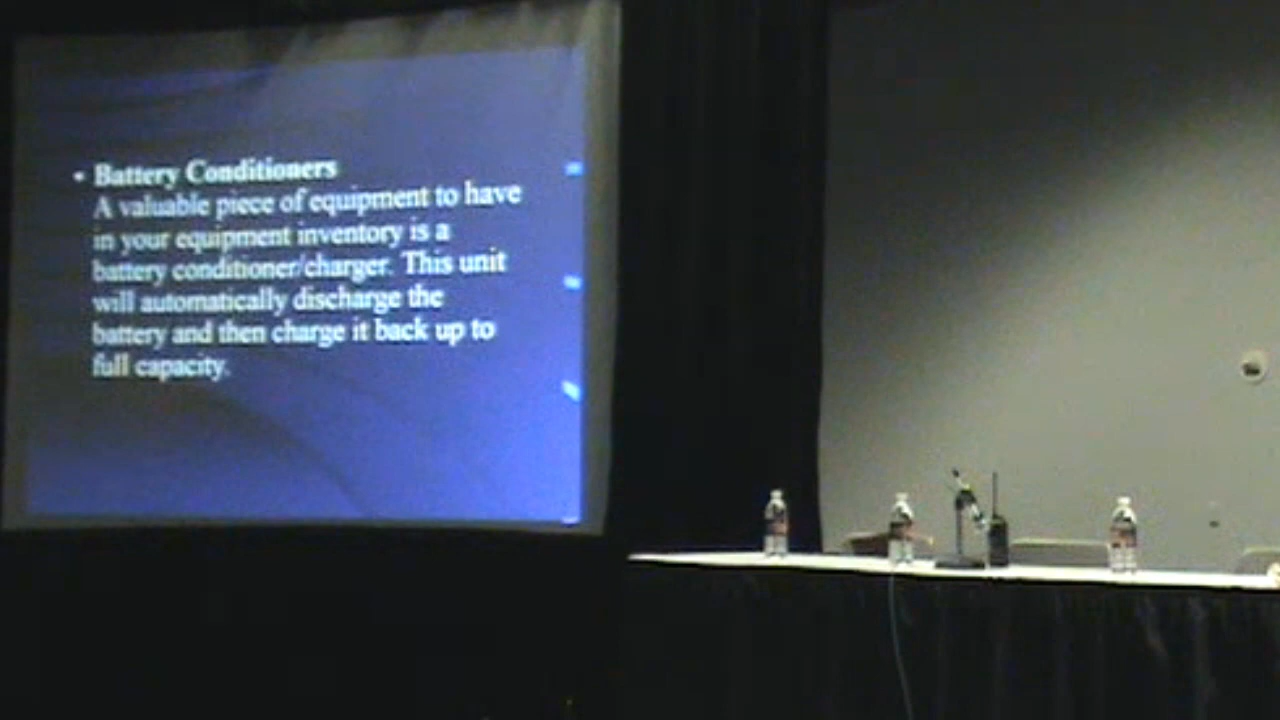 • Battery Conditioners
A valuable piece of equipment to have
in your equipment inventory is a
battery conditioner/charger. This unit
will automatically discharge the
battery and then charge it back up to
full capacity.